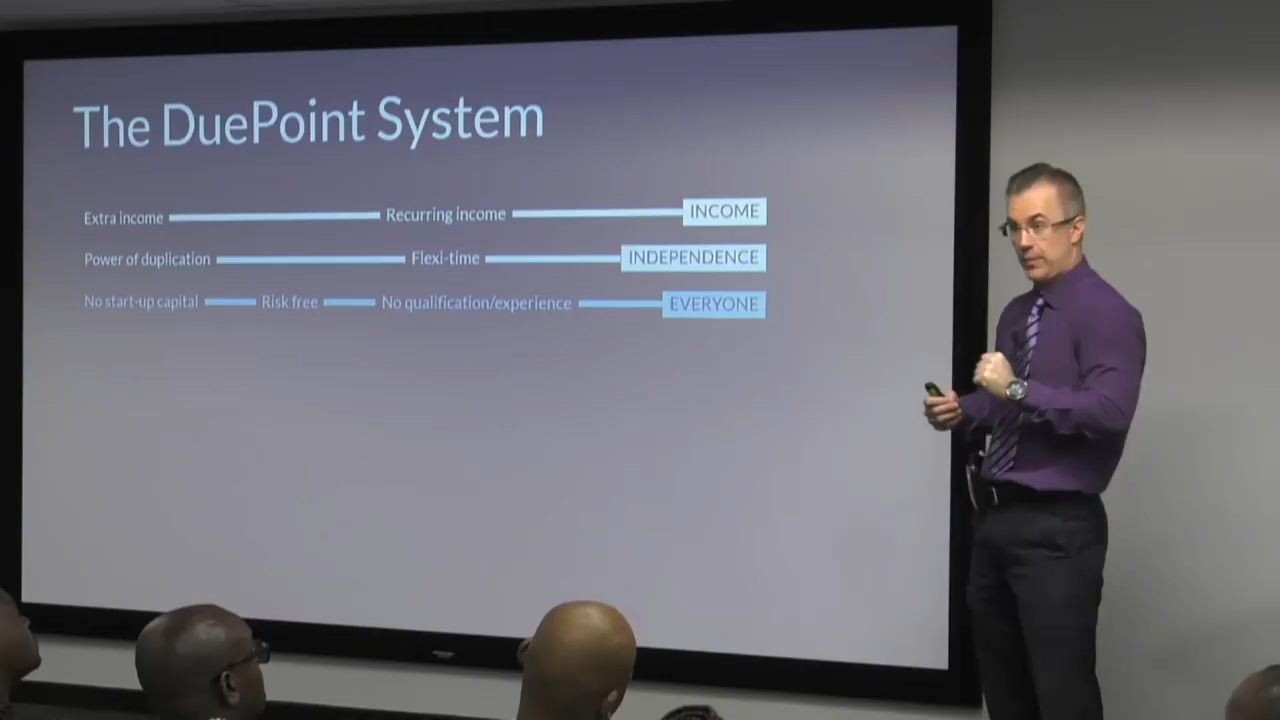 The DuePoint System
Extra income Recurring income INCOME
Power of duplication Flexi-time INDEPENDENCE
No start-up capital Risk free No qualification/experience EVERYONE